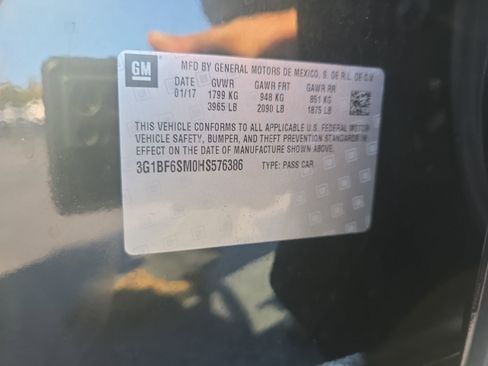 GM
MFD BY GENERAL MOTORS DE MEXICO, S. DE R.L. DE C.V.
DATE GVWR GAWR FRT GAWR RR
01/17 1799 KG 948 KG 851 KG
3965 LB 2090 LB 1875 LB
THIS VEHICLE CONFORMS TO ALL APPLICABLE U.S. FEDERAL MOTOR
VEHICLE SAFETY, BUMPER, AND THEFT PREVENTION STANDARDS IN
EFFECT ON THE DATE OF MANUFACTURE SHOWN ABOVE.
3G1BF6SM0HS576386 TYPE: PASS CAR